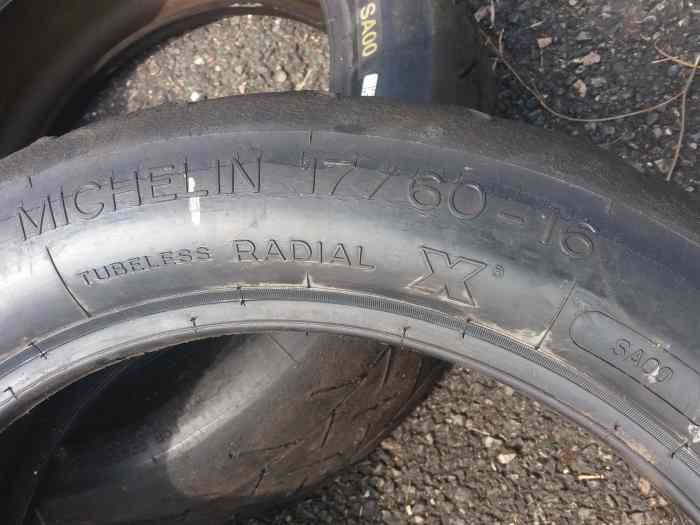 SA00
MICHELIN 17/60-16
TUBELESS RADIAL X
SA00